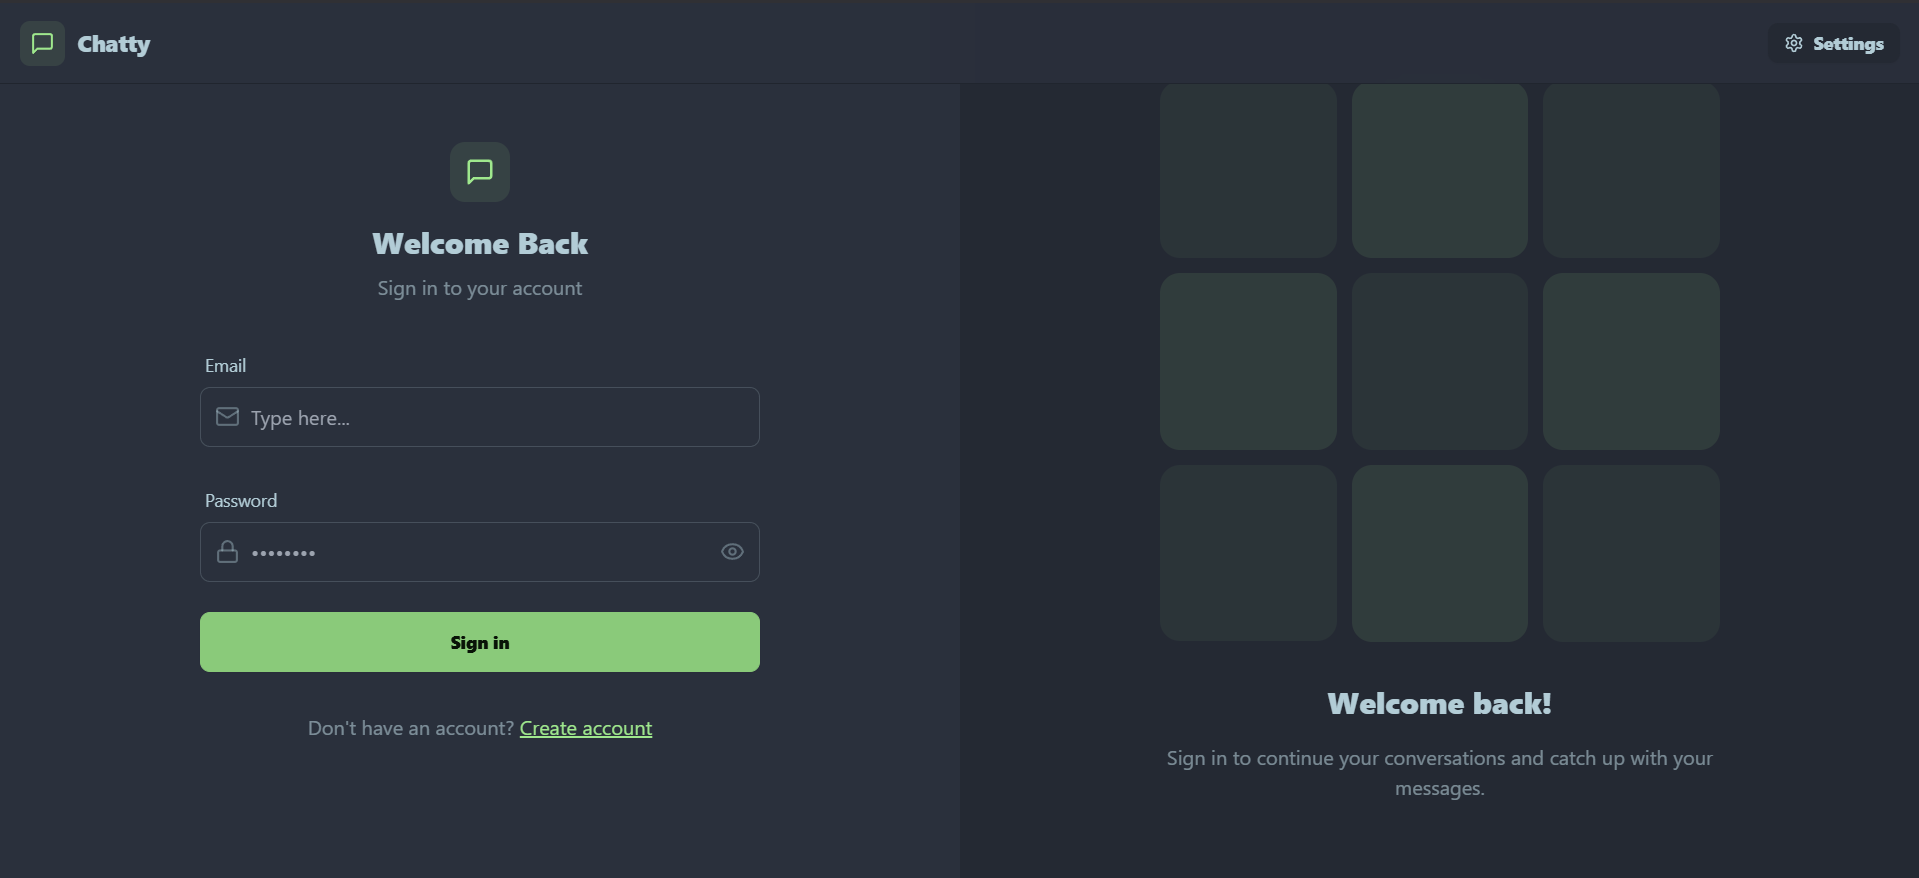 Chatty
Settings
Welcome Back
Sign in to your account
Email
Type here...
Password
••••••••
Sign in
Don't have an account? Create account
Welcome back!
Sign in to continue your conversations and catch up with your
messages.